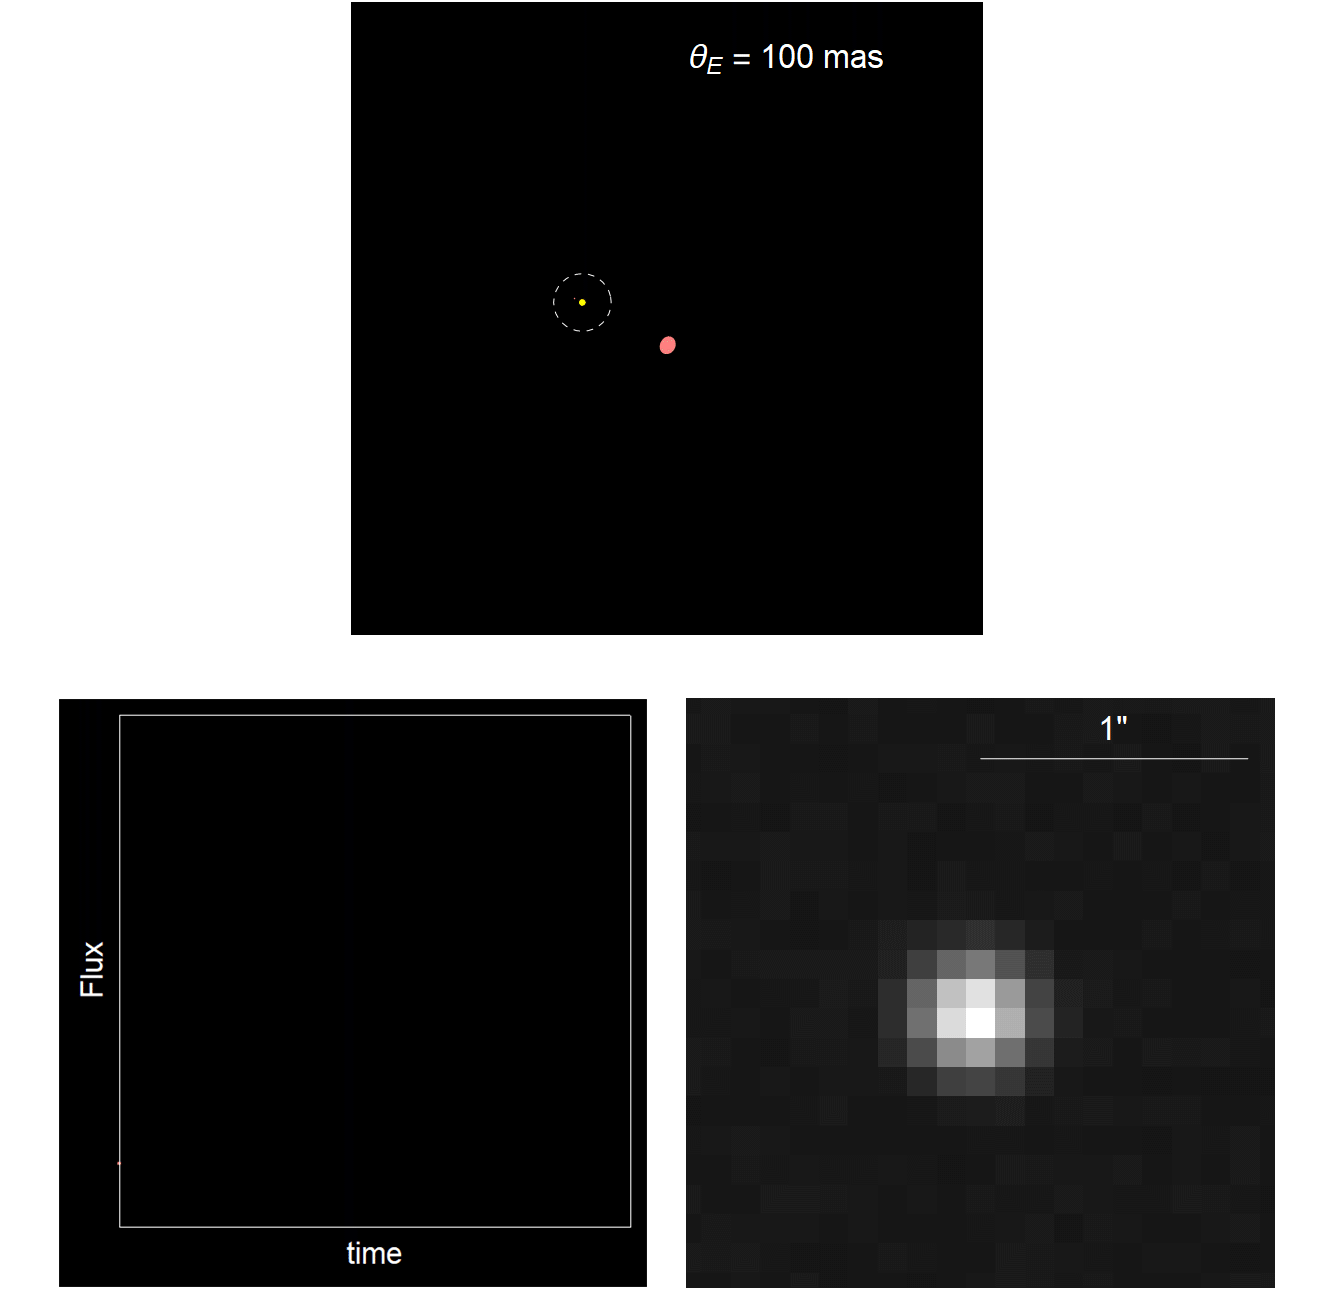 θE = 100 mas
Flux
time
1"